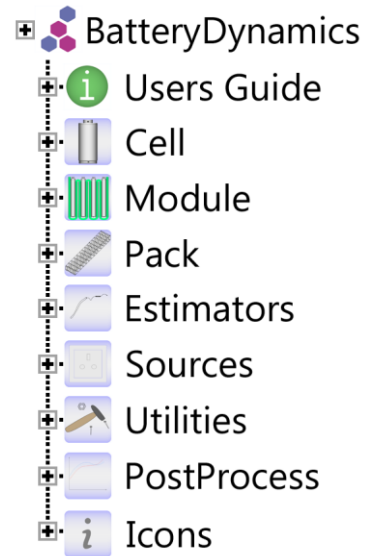 BatteryDynamics
Users Guide
Cell
Module
Pack
Estimators
Sources
Utilities
PostProcess
Icons